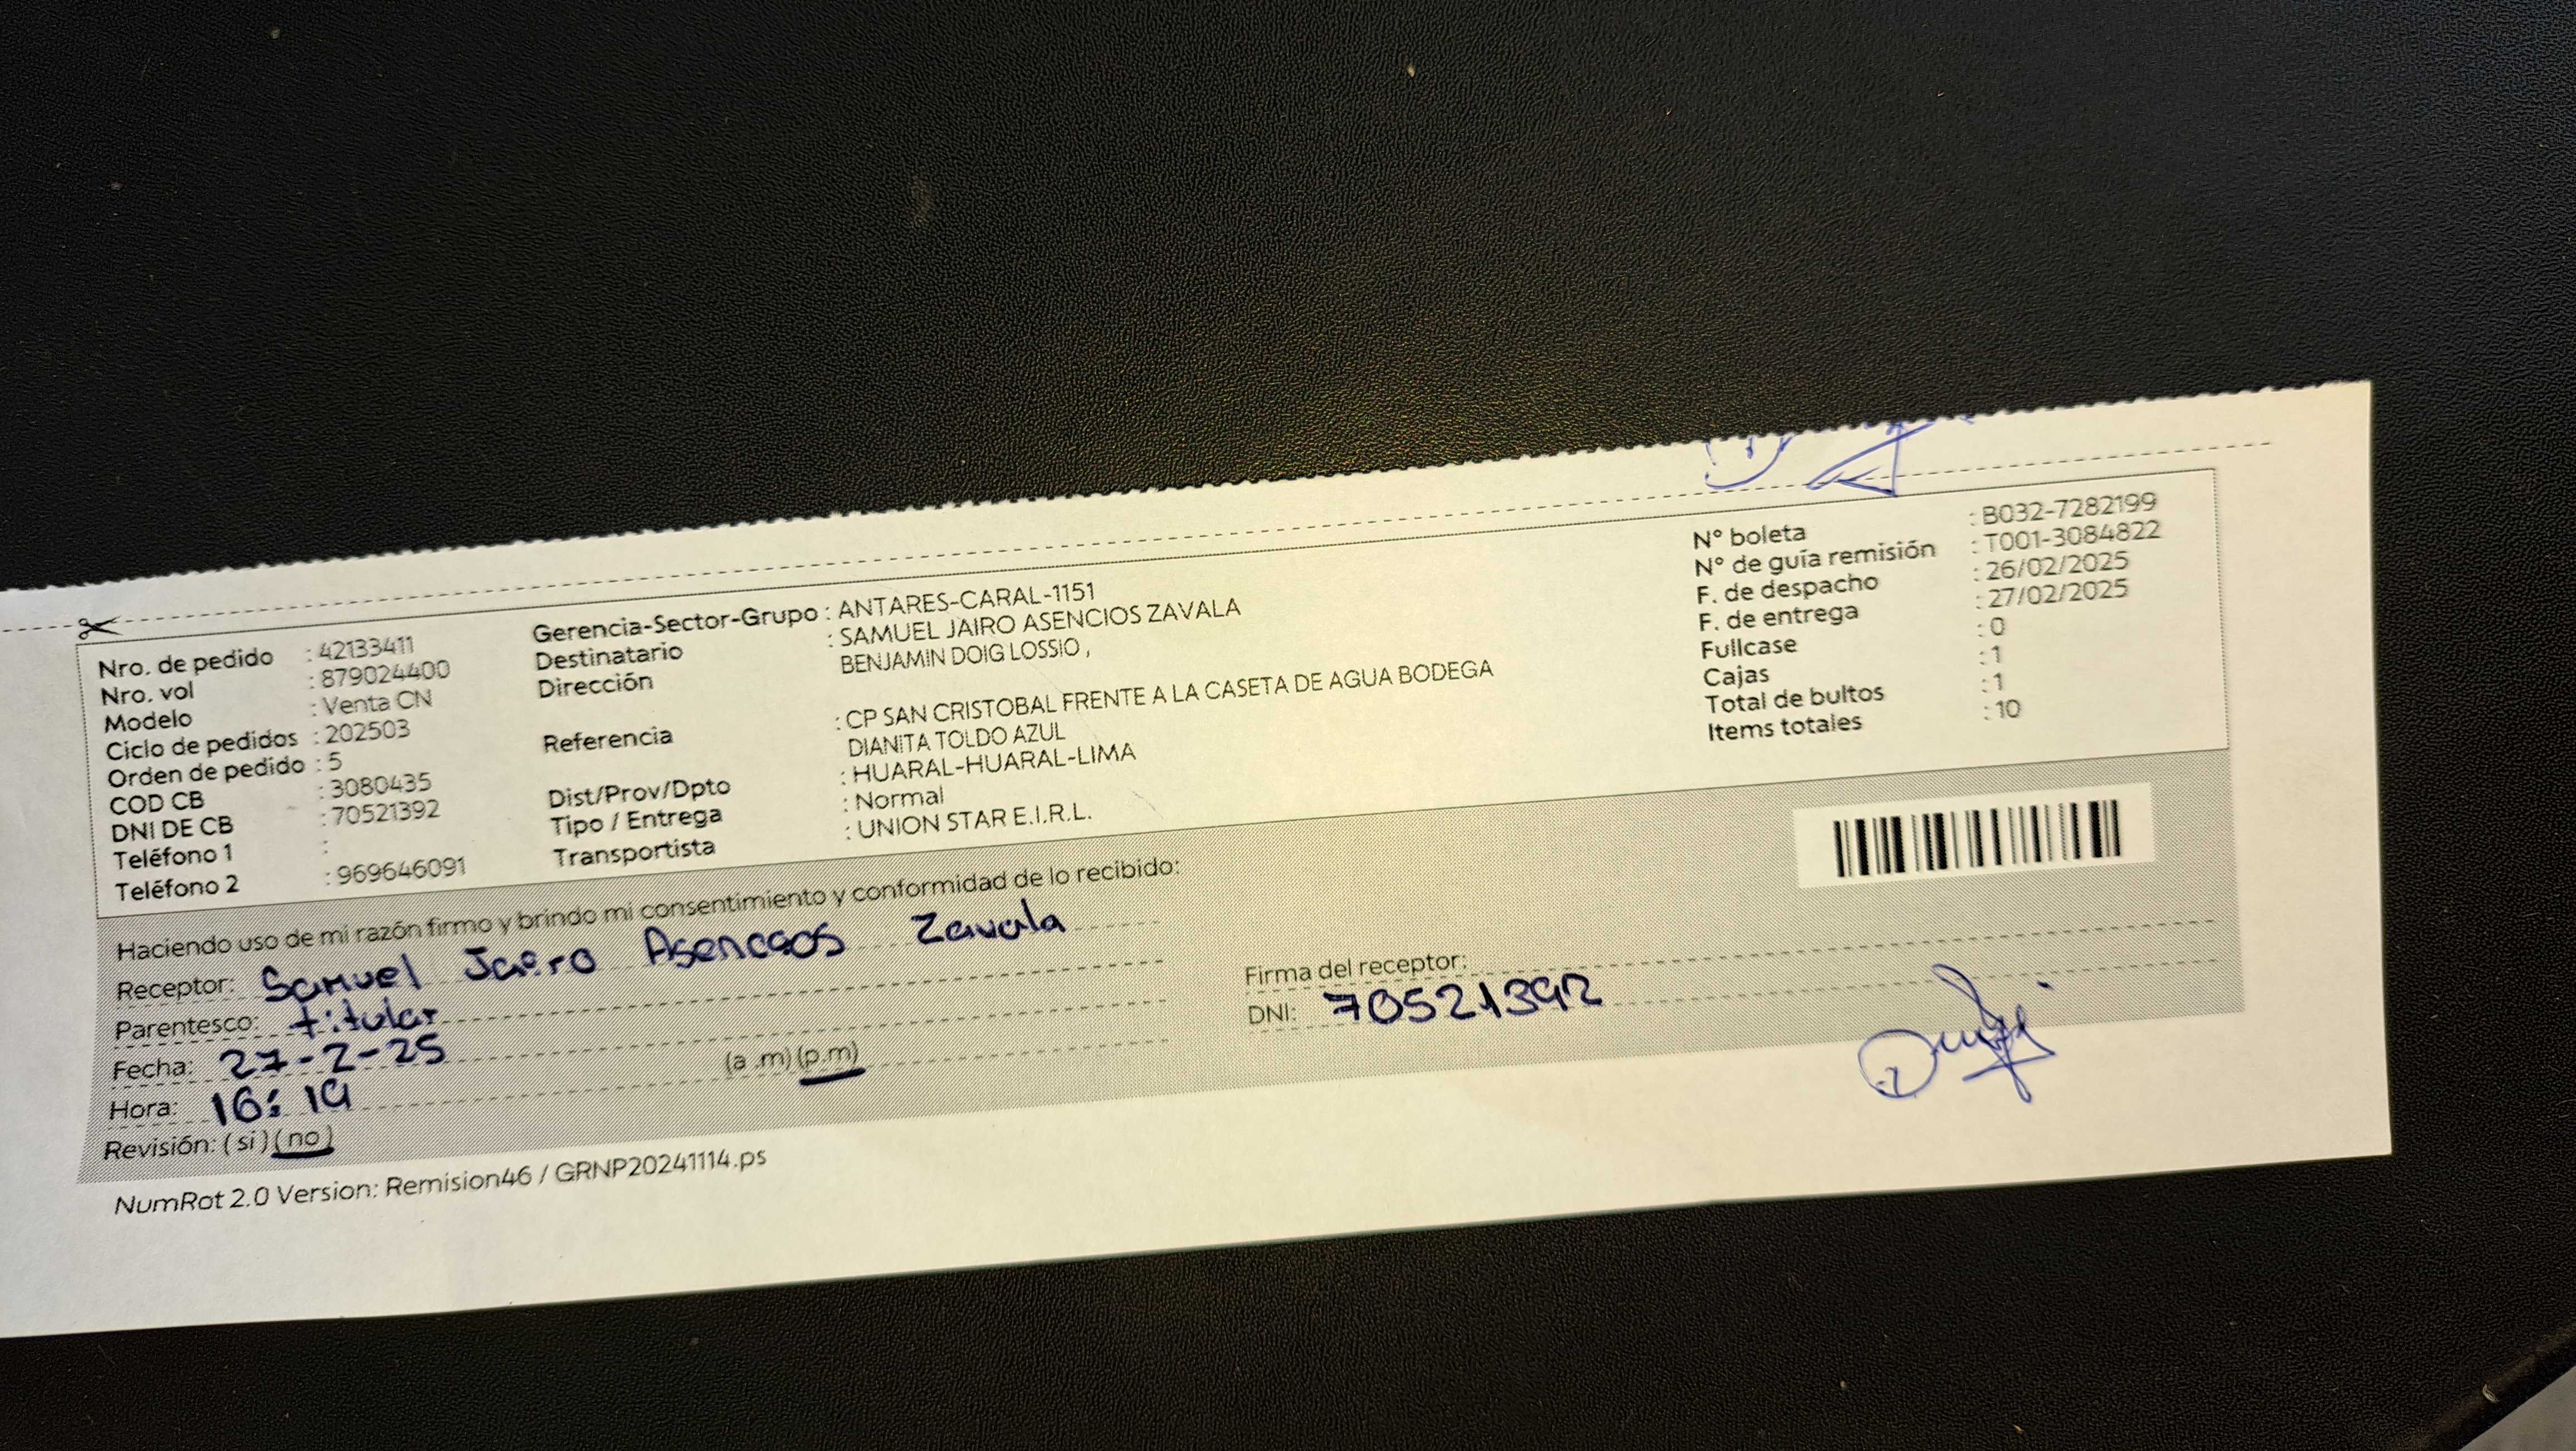 Nro. de pedido : 42133411
Nro. vol : 879024400
Modelo : Venta CN
Ciclo de pedidos : 202503
Orden de pedido : 5
COD CB : 3080435
DNI DE CB : 70521392
Teléfono 1 :
Teléfono 2 : 969646091
Gerencia-Sector-Grupo : ANTARES-CARAL-1151
Destinatario : SAMUEL JAIRO ASENCIOS ZAVALA
Dirección BENJAMIN DOIG LOSSIO ,
Referencia : CP SAN CRISTOBAL FRENTE A LA CASETA DE AGUA BODEGA
DIANITA TOLDO AZUL
Dist/Prov/Dpto : HUARAL-HUARAL-LIMA
Tipo / Entrega : Normal
Transportista : UNION STAR E.I.R.L.
N° boleta : B032-7282199
N° de guía remisión : T001-3084822
F. de despacho : 26/02/2025
F. de entrega : 27/02/2025
Fullcase : 0
Cajas : 1
Total de bultos : 1
Items totales : 10
Haciendo uso de mi razón firmo y brindo mi consentimiento y conformidad de lo recibido:
Receptor: Samuel Jairo Asencios Zavala
Parentesco: titular
Fecha: 27-2-25
Hora: 16:19 (a .m) (p.m)
Revisión: ( si ) ( no )
Firma del receptor:
DNI: 70521392
NumRot 2.0 Version: Remision46 / GRNP20241114.ps